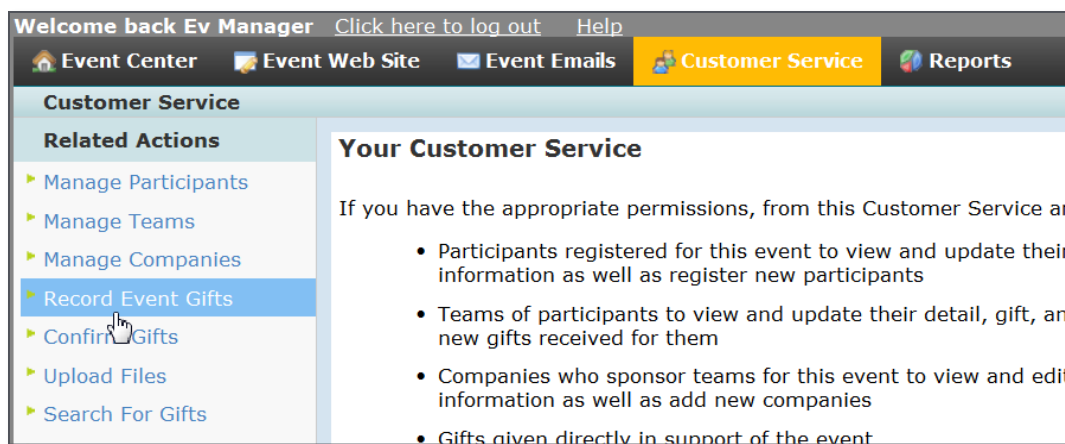 Welcome back Ev Manager Click here to log out Help
Event Center Event Web Site Event Emails Customer Service Reports
Customer Service
Related Actions
Manage Participants
Manage Teams
Manage Companies
Record Event Gifts
Confirm Gifts
Upload Files
Search For Gifts
Your Customer Service
If you have the appropriate permissions, from this Customer Service
• Participants registered for this event to view and update their
information as well as register new participants
• Teams of participants to view and update their detail, gift,
new gifts received for them
• Companies who sponsor teams for this event to view and edit
information as well as add new companies
• Gifts given directly in support of the event